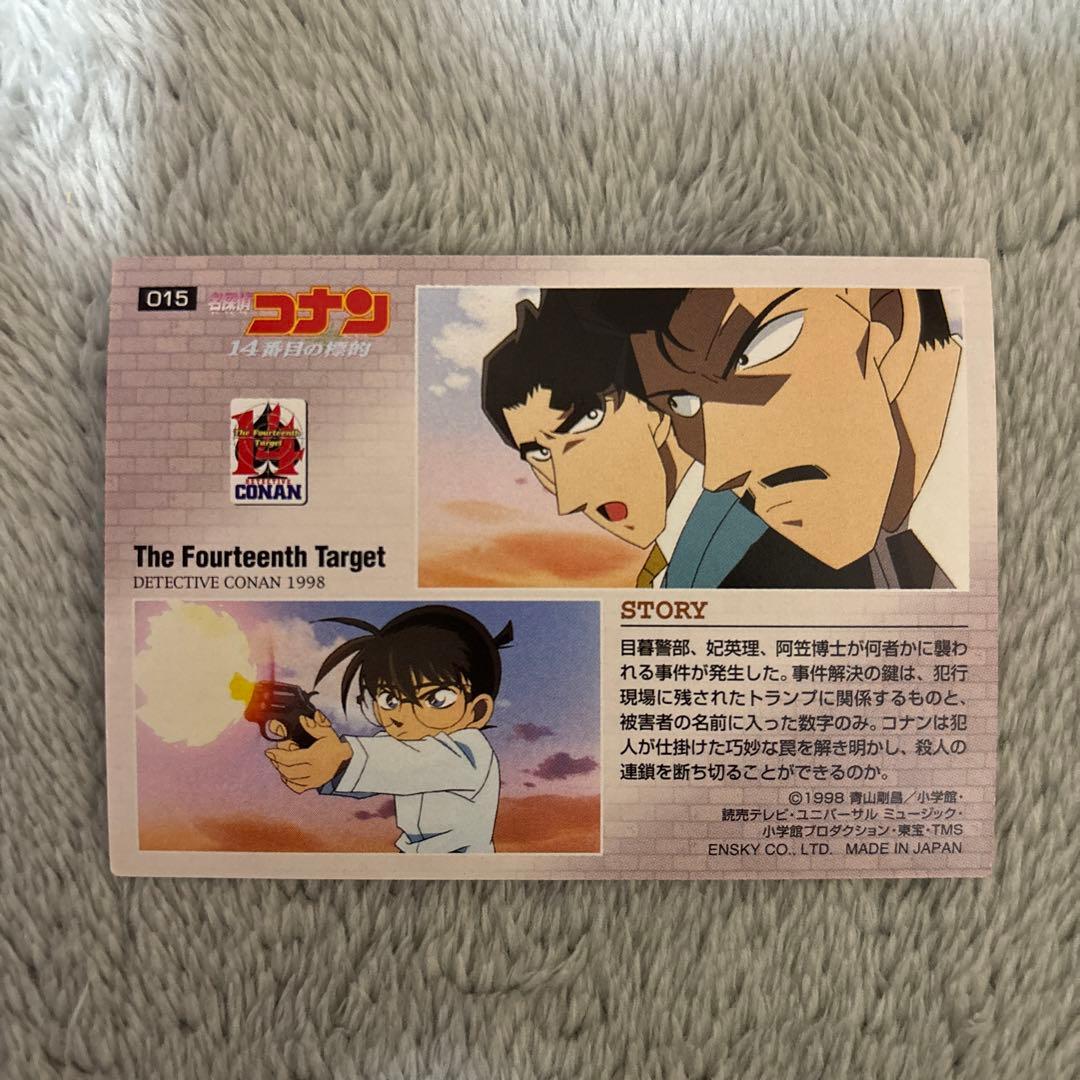 015
名探偵
コナン
14番目の標的
The Fourteenth
Target
DETECTIVE
CONAN
The Fourteenth Target
DETECTIVE CONAN 1998
STORY
目暮警部、妃英理、阿笠博士が何者かに襲わ
れる事件が発生した。事件解決の鍵は、犯行
現場に残されたトランプに関係するものと、
被害者の名前に入った数字のみ。コナンは犯
人が仕掛けた巧妙な罠を解き明かし、殺人の
連鎖を断ち切ることができるのか。
©1998 青山剛昌／小学館・
読売テレビ・ユニバーサル ミュージック・
小学館プロダクション・東宝・TMS
ENSKY CO., LTD. MADE IN JAPAN